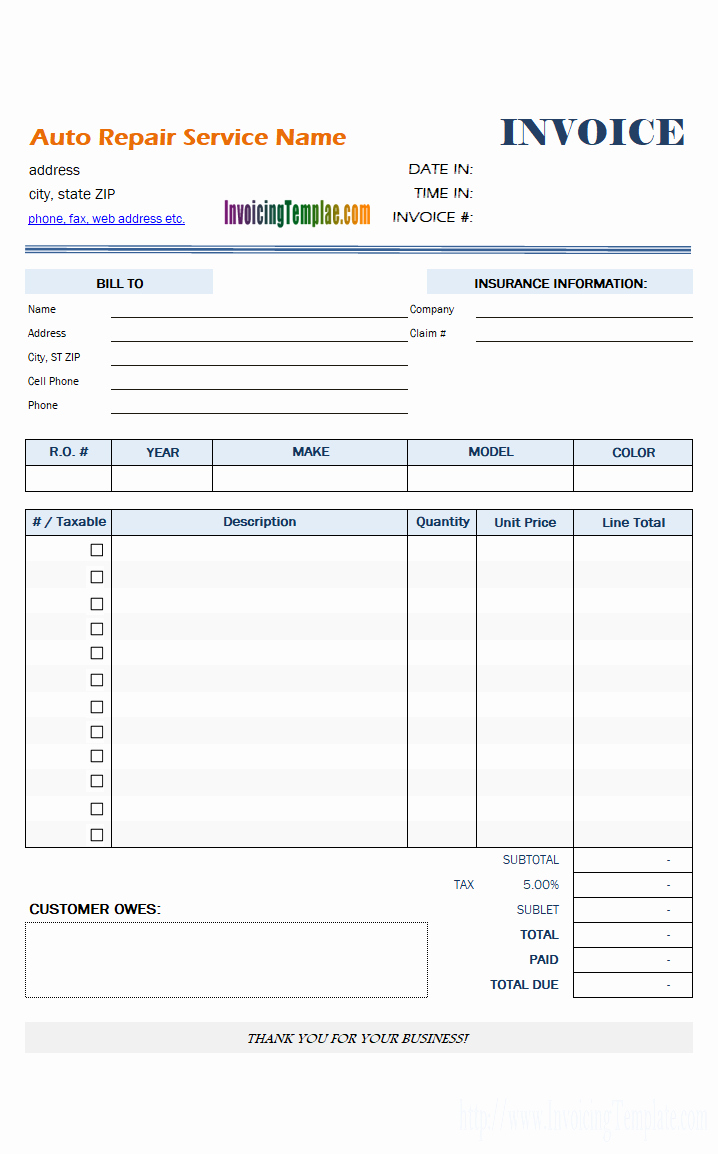 INVOICE
Auto Repair Service Name
address
DATE IN:
city, state ZIP
TIME IN:
phone, fax, web address etc.
InvoicingTemplae.com
INVOICE #:
BILL TO
INSURANCE INFORMATION:
Name
Company
Address
Claim #
City, ST ZIP
Cell Phone
Phone
R.O. # YEAR MAKE MODEL COLOR
# / Taxable Description Quantity Unit Price Line Total
SUBTOTAL -
TAX 5.00% -
CUSTOMER OWES:
SUBLET -
TOTAL -
PAID -
TOTAL DUE -
THANK YOU FOR YOUR BUSINESS!
http://www.InvoicingTemplate.com